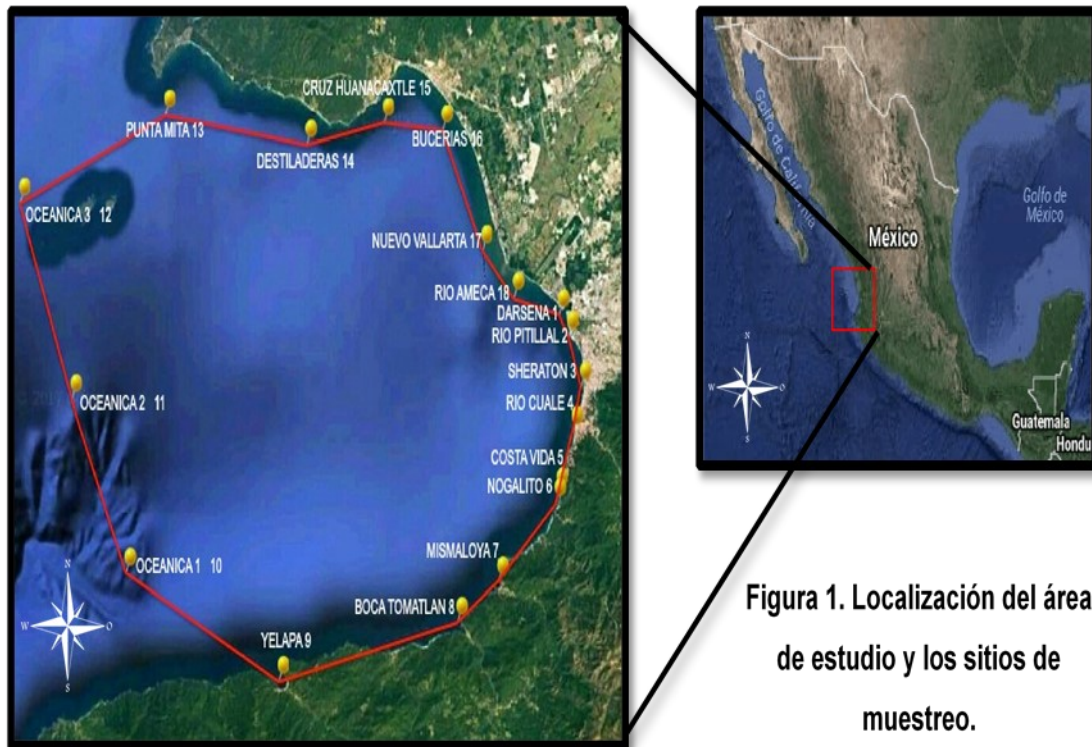 CRUZ HUANACAXTLE 15
PUNTA MITA 13
BUCERIAS 16
DESTILADERAS 14
OCEANICA 3 12
NUEVO VALLARTA 17
RIO AMECA 18
DARSENA 1
RIO PITILLAL 2
SHERATON 3
OCEANICA 2 11
RIO CUALE 4
COSTA VIDA 5
NOGALITO 6
MISMALOYA 7
OCEANICA 1 10
BOCA TOMATLAN 8
YELAPA 9
N
W
O
S
Golfo de California
Golfo de
México
México
Guatemala
Hondu
N
W
O
S
Figura 1. Localización del área
de estudio y los sitios de
muestreo.